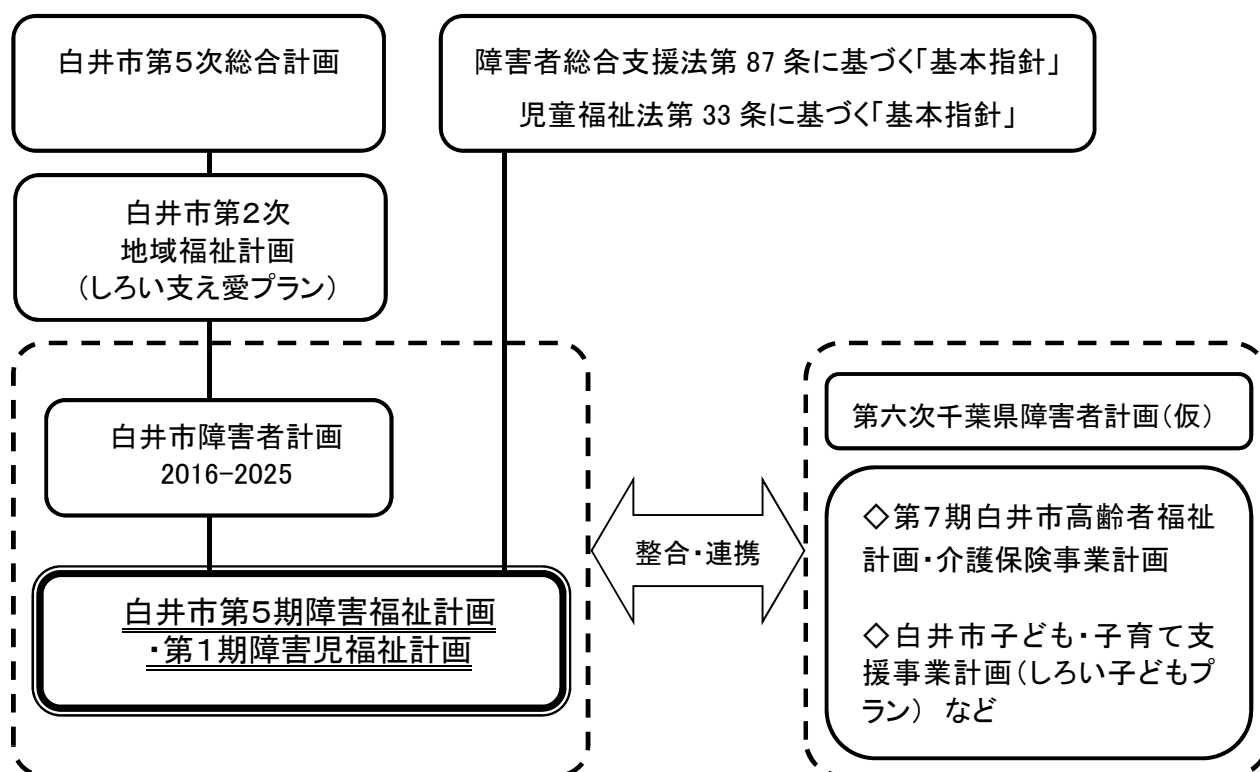 白井市第5次総合計画
障害者総合支援法第 87 条に基づく「基本指針」
児童福祉法第 33 条に基づく「基本指針」
白井市第2次
地域福祉計画
(しろい支え愛プラン)
白井市障害者計画
2016-2025
白井市第5期障害福祉計画
・第1期障害児福祉計画
整合・連携
第六次千葉県障害者計画(仮)
◇第7期白井市高齢者福祉
計画・介護保険事業計画
◇白井市子ども・子育て支
援事業計画(しろい子どもプ
ラン) など